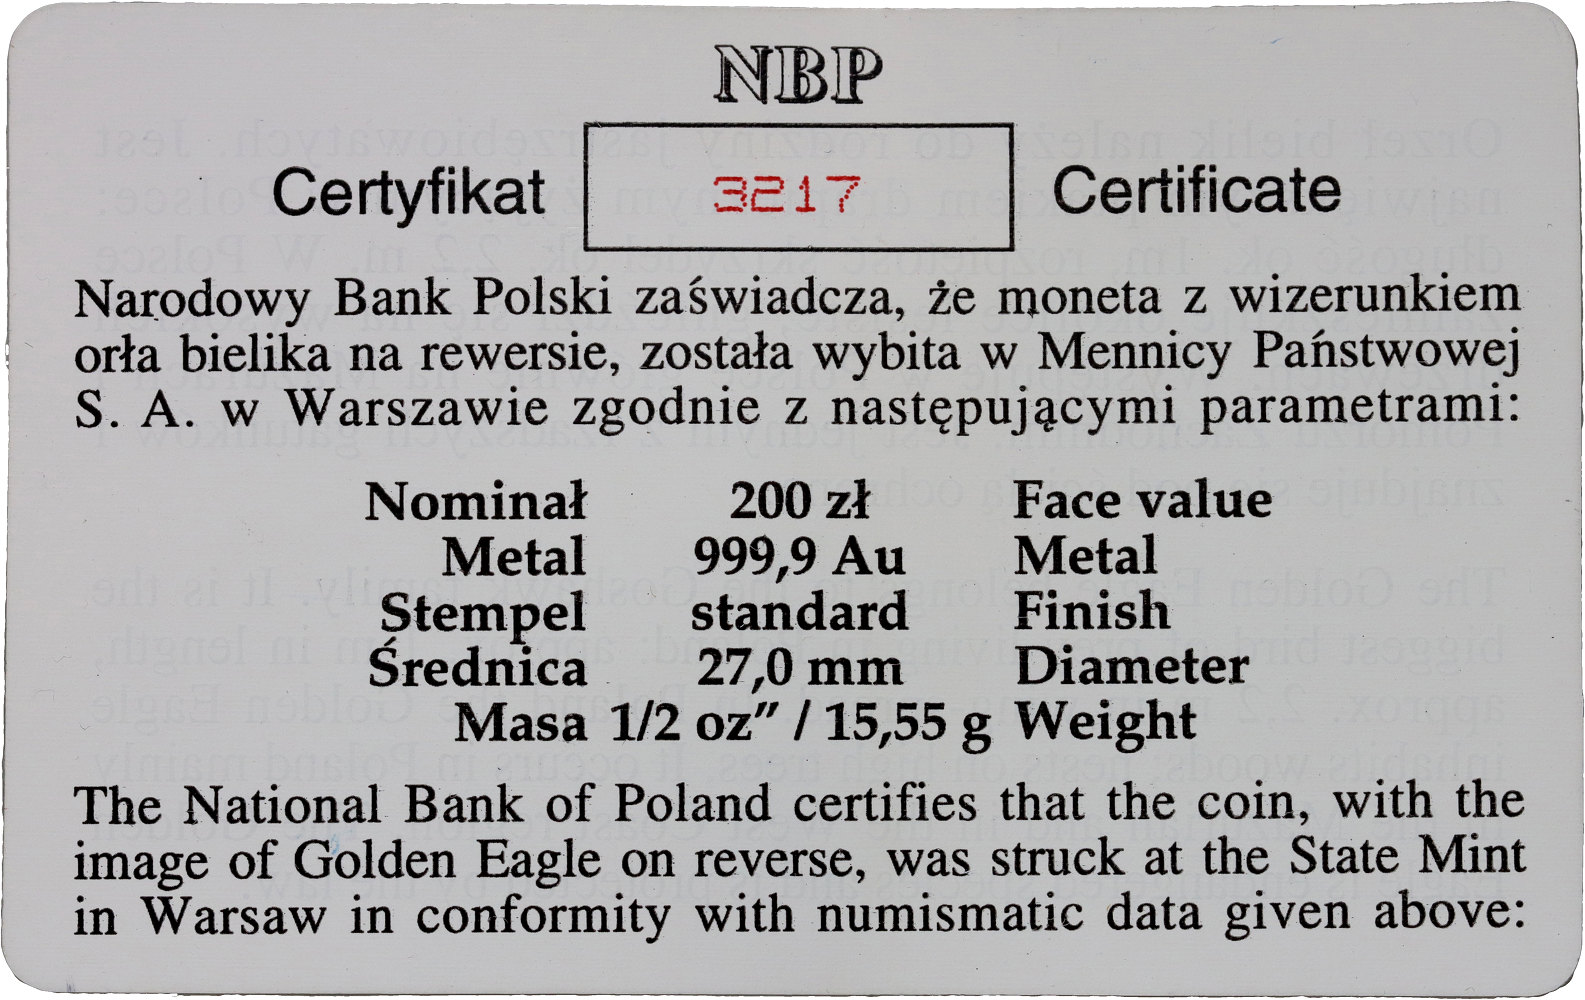 NBP
Certyfikat 3217 Certificate
Narodowy Bank Polski zaświadcza, że moneta z wizerunkiem
orła bielika na rewersie, została wybita w Mennicy Państwowej
S. A. w Warszawie zgodnie z następującymi parametrami:
Nominał 200 zł Face value
Metal 999,9 Au Metal
Stempel standard Finish
Średnica 27,0 mm Diameter
Masa 1/2 oz″ / 15,55 g Weight
The National Bank of Poland certifies that the coin, with the
image of Golden Eagle on reverse, was struck at the State Mint
in Warsaw in conformity with numismatic data given above: